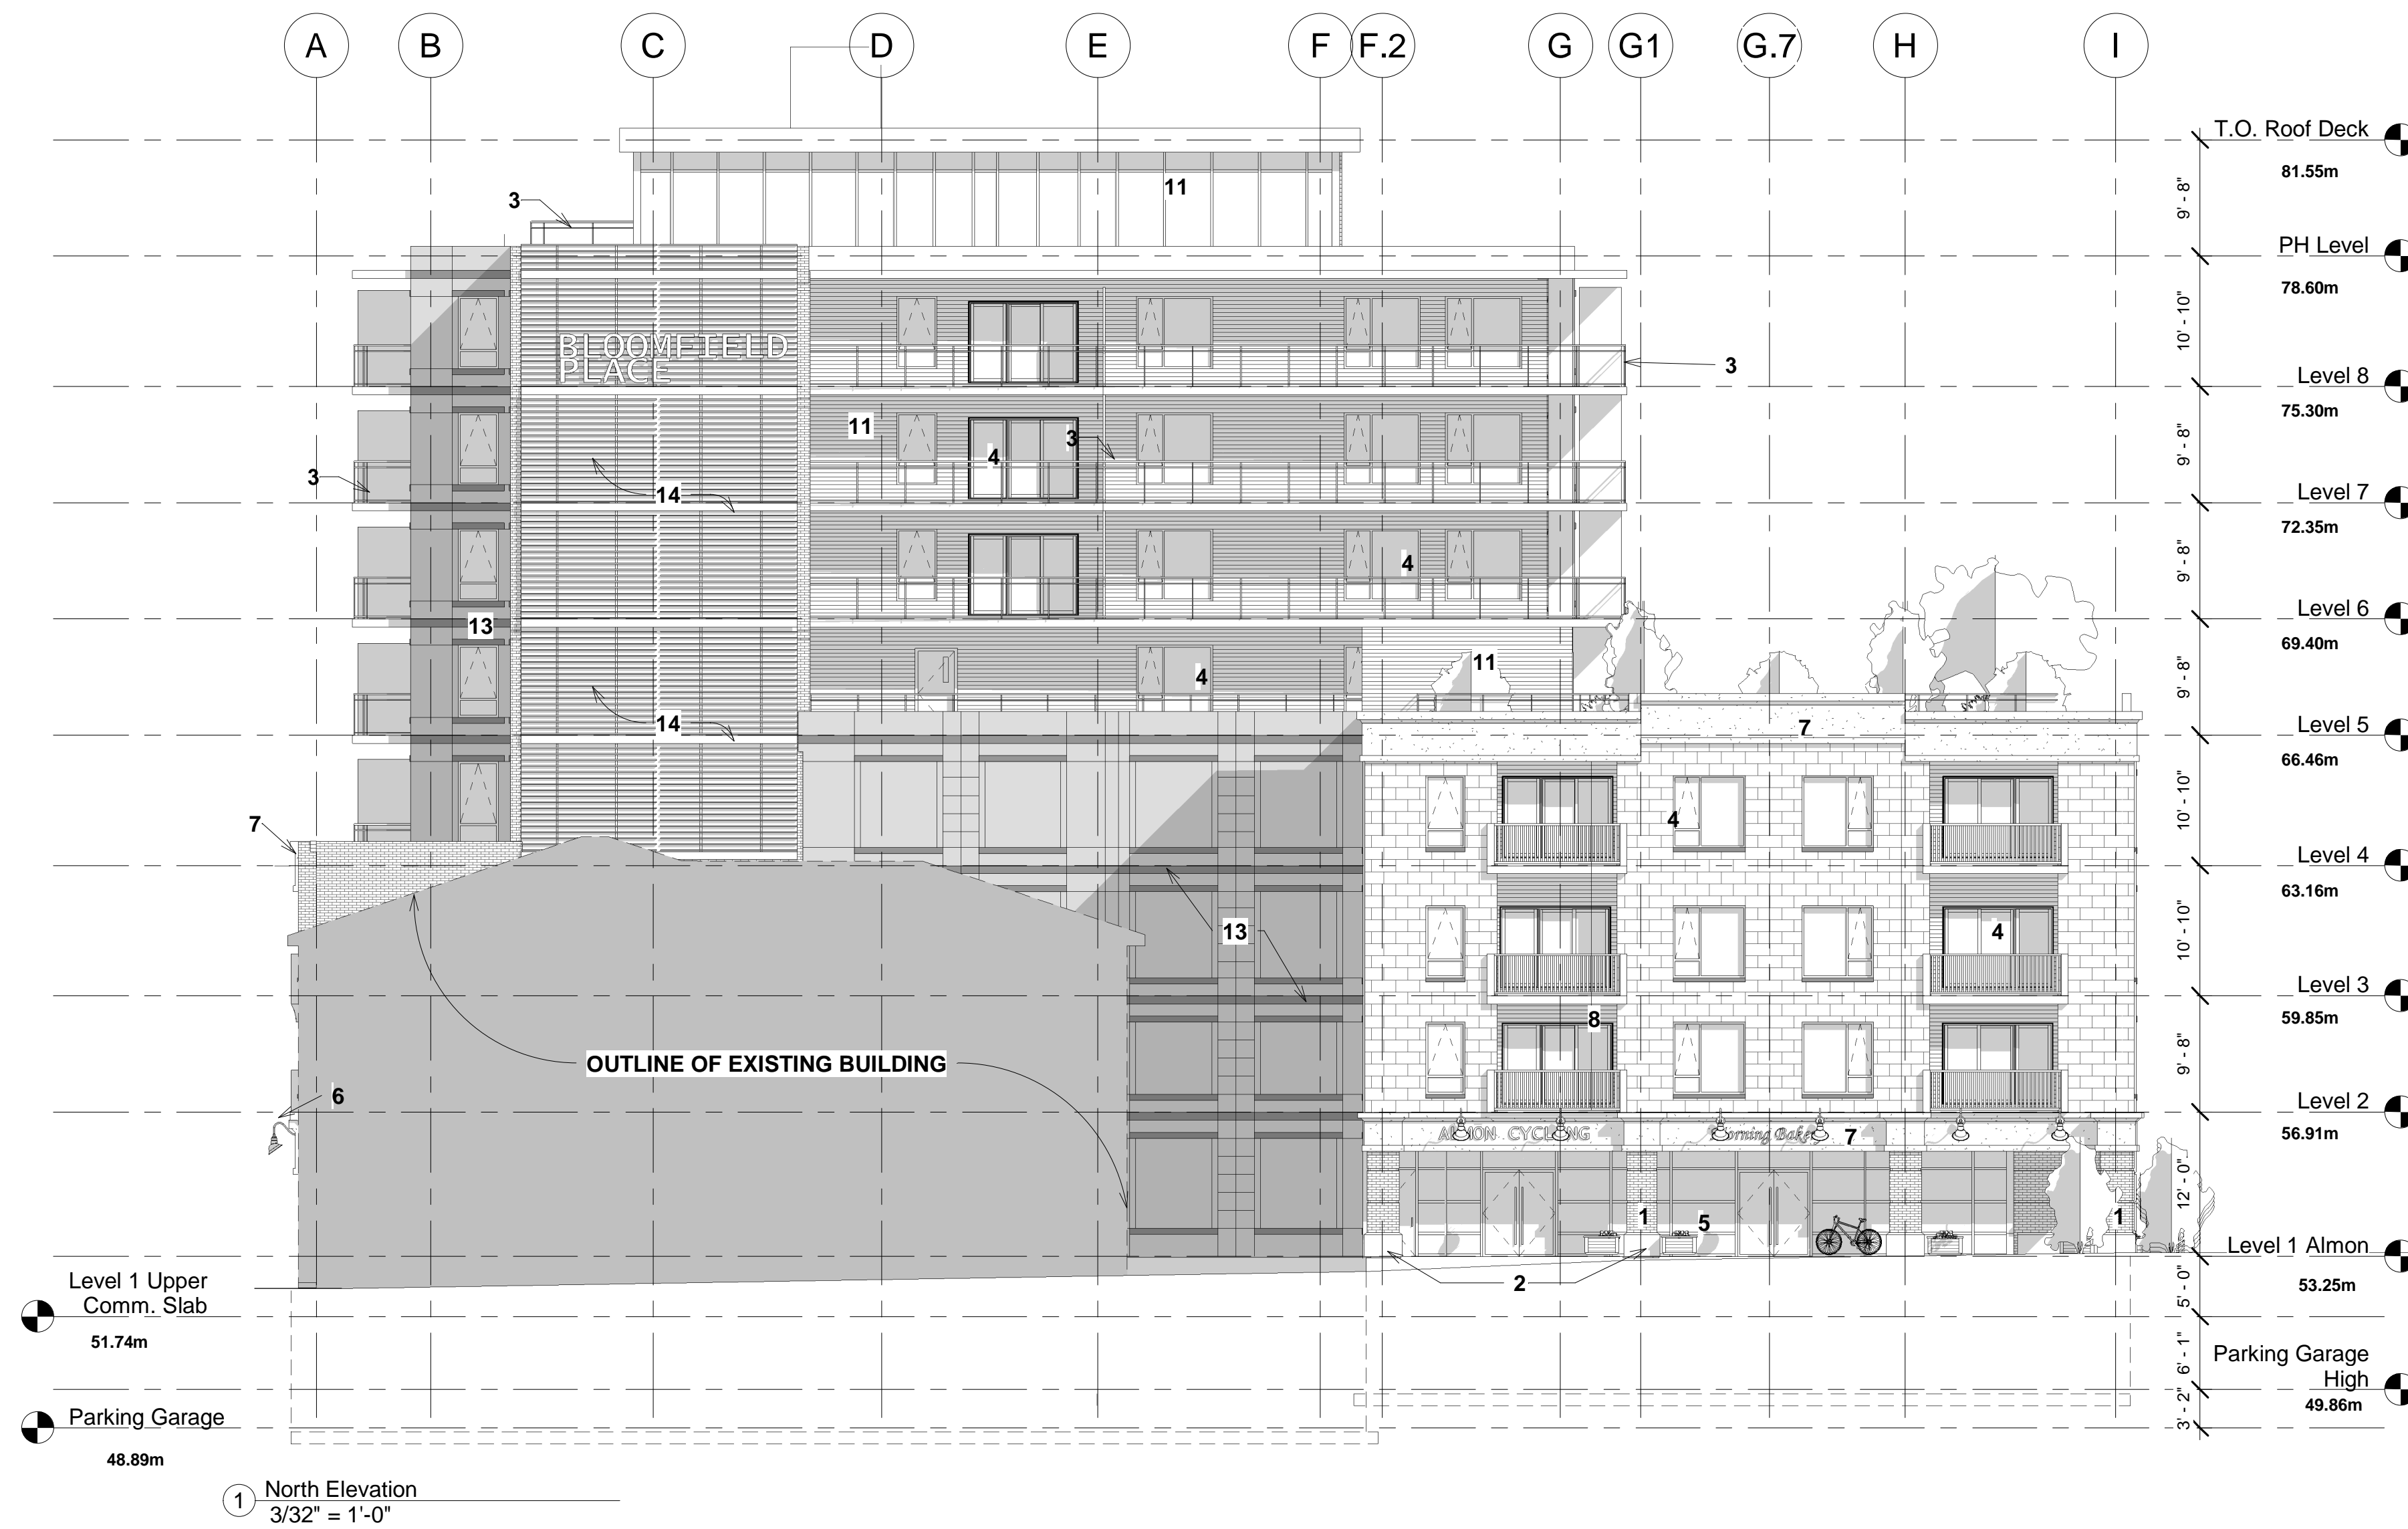 A B C D E F F.2 G G1 G.7 H I
T.O. Roof Deck
81.55m
9' - 8"
11
3
PH Level
78.60m
10' - 10"
BLOOMFIELD
PLACE
3
Level 8
75.30m
9' - 8"
11
3
4
3
14
Level 7
72.35m
9' - 8"
4
13
Level 6
69.40m
9' - 8"
11
4
14
7
Level 5
66.46m
10' - 10"
7
4
Level 4
63.16m
10' - 10"
13
4
Level 3
59.85m
9' - 8"
8
OUTLINE OF EXISTING BUILDING
6
Level 2
56.91m
ALMON CYCLING
Morning Bakery
7
12' - 0"
1
5
1
Level 1 Almon
53.25m
2
5' - 0"
Level 1 Upper
Comm. Slab
51.74m
6' - 1"
Parking Garage
High
49.86m
3' - 2"
Parking Garage
48.89m
1
North Elevation
3/32" = 1'-0"